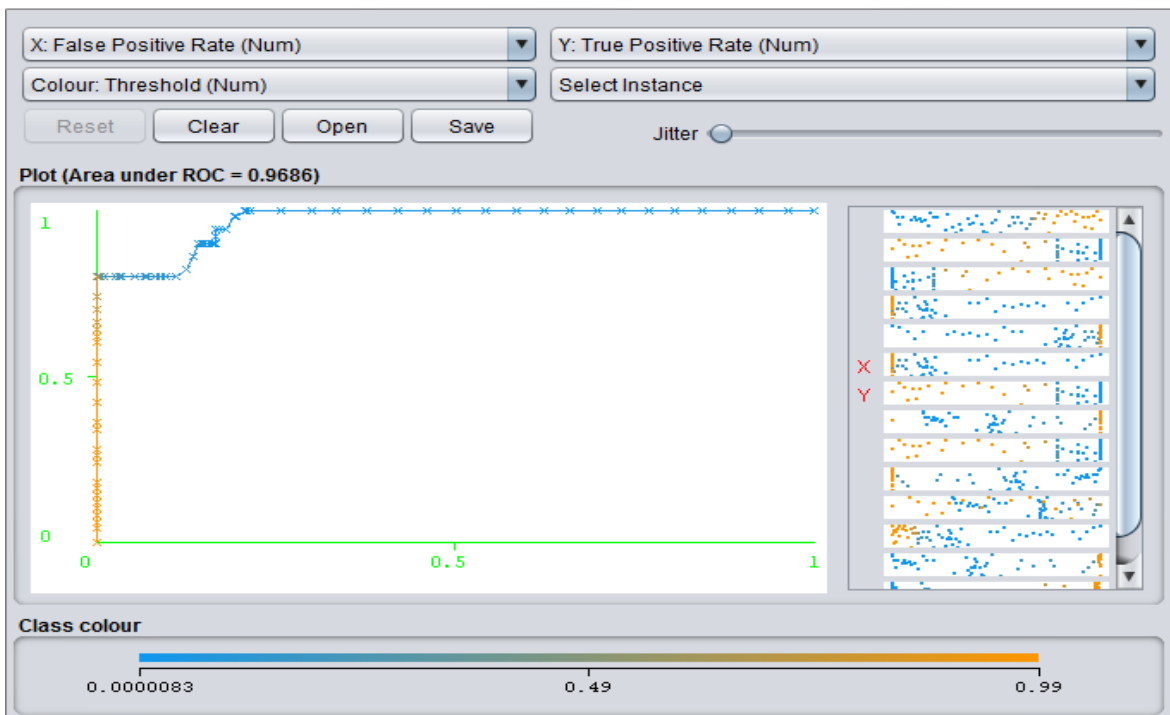 X: False Positive Rate (Num) Y: True Positive Rate (Num)
Colour: Threshold (Num) Select Instance
Reset Clear Open Save Jitter
Plot (Area under ROC = 0.9686)
1
0.5
0
0 0.5 1
X
Y
Class colour
0.0000083 0.49 0.99